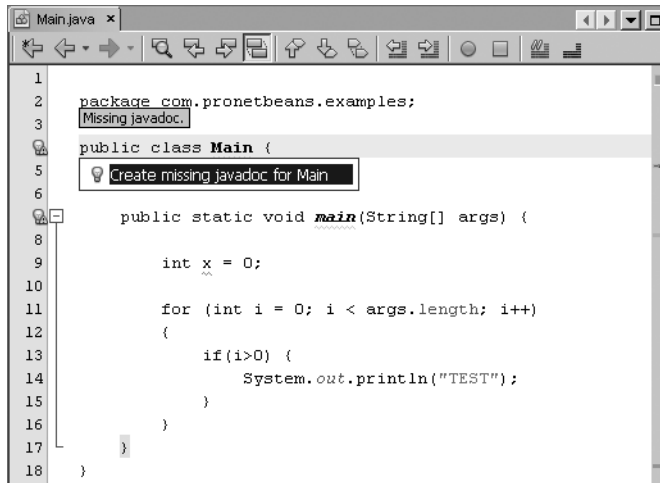 Main.java x
1
2 package com.pronetbeans.examples;
Missing javadoc.
3
public class Main {
5 Create missing javadoc for Main
6
public static void main(String[] args) {
8
9 int x = 0;
10
11 for (int i = 0; i < args.length; i++)
12 {
13 if(i>0) {
14 System.out.println("TEST");
15 }
16 }
17 }
18 }